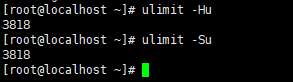 [root@localhost ~]# ulimit -Hu
3818
[root@localhost ~]# ulimit -Su
3818
[root@localhost ~]#